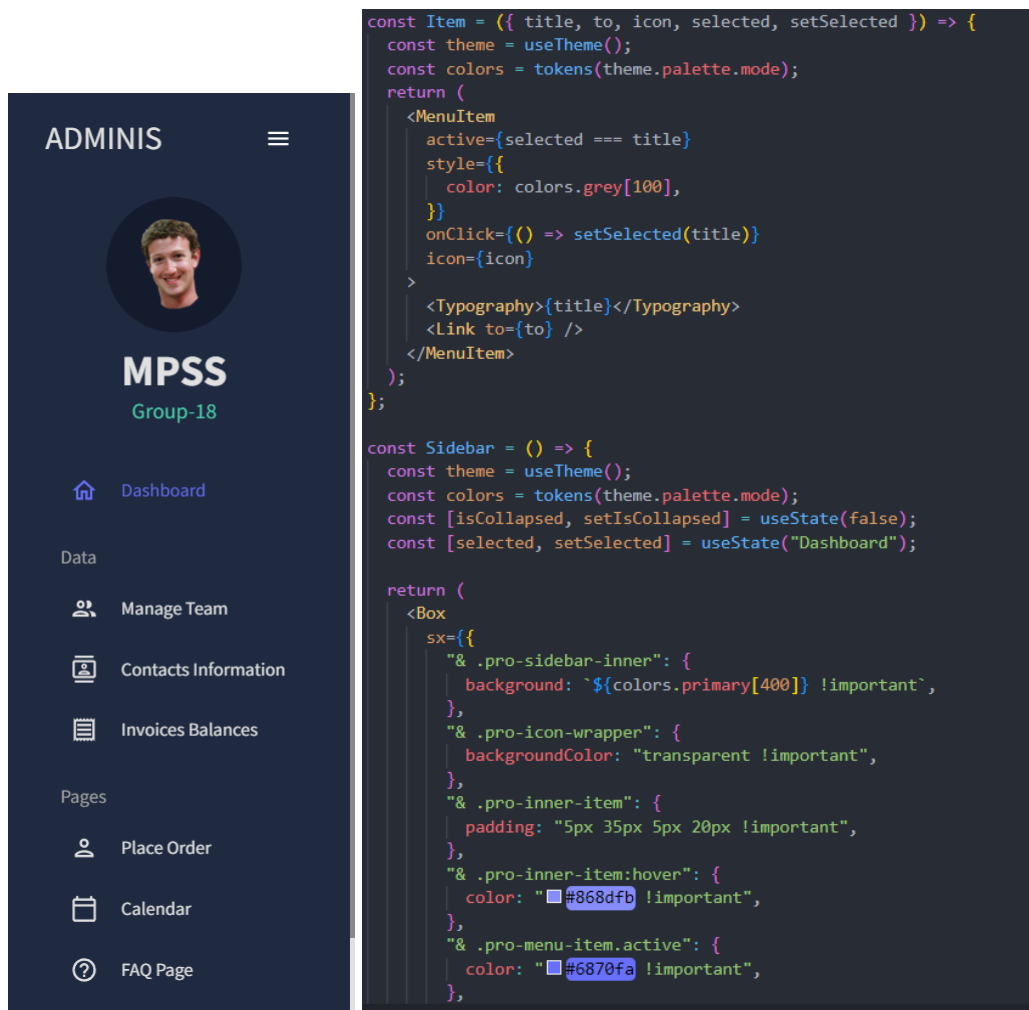 ADMINIS
MPSS
Group-18
Dashboard
Data
Manage Team
Contacts Information
Invoices Balances
Pages
Place Order
Calendar
FAQ Page
const Item = ({ title, to, icon, selected, setSelected }) => {
  const theme = useTheme();
  const colors = tokens(theme.palette.mode);
  return (
    <MenuItem
      active={selected === title}
      style={{
        color: colors.grey[100],
      }}
      onClick={() => setSelected(title)}
      icon={icon}
    >
      <Typography>{title}</Typography>
      <Link to={to} />
    </MenuItem>
  );
};
const Sidebar = () => {
  const theme = useTheme();
  const colors = tokens(theme.palette.mode);
  const [isCollapsed, setIsCollapsed] = useState(false);
  const [selected, setSelected] = useState("Dashboard");
  return (
    <Box
      sx={{
        "& .pro-sidebar-inner": {
          background: `${colors.primary[400]} !important`,
        },
        "& .pro-icon-wrapper": {
          backgroundColor: "transparent !important",
        },
        "& .pro-inner-item": {
          padding: "5px 35px 5px 20px !important",
        },
        "& .pro-inner-item:hover": {
          color: "#868dfb !important",
        },
        "& .pro-menu-item.active": {
          color: "#6870fa !important",
        },